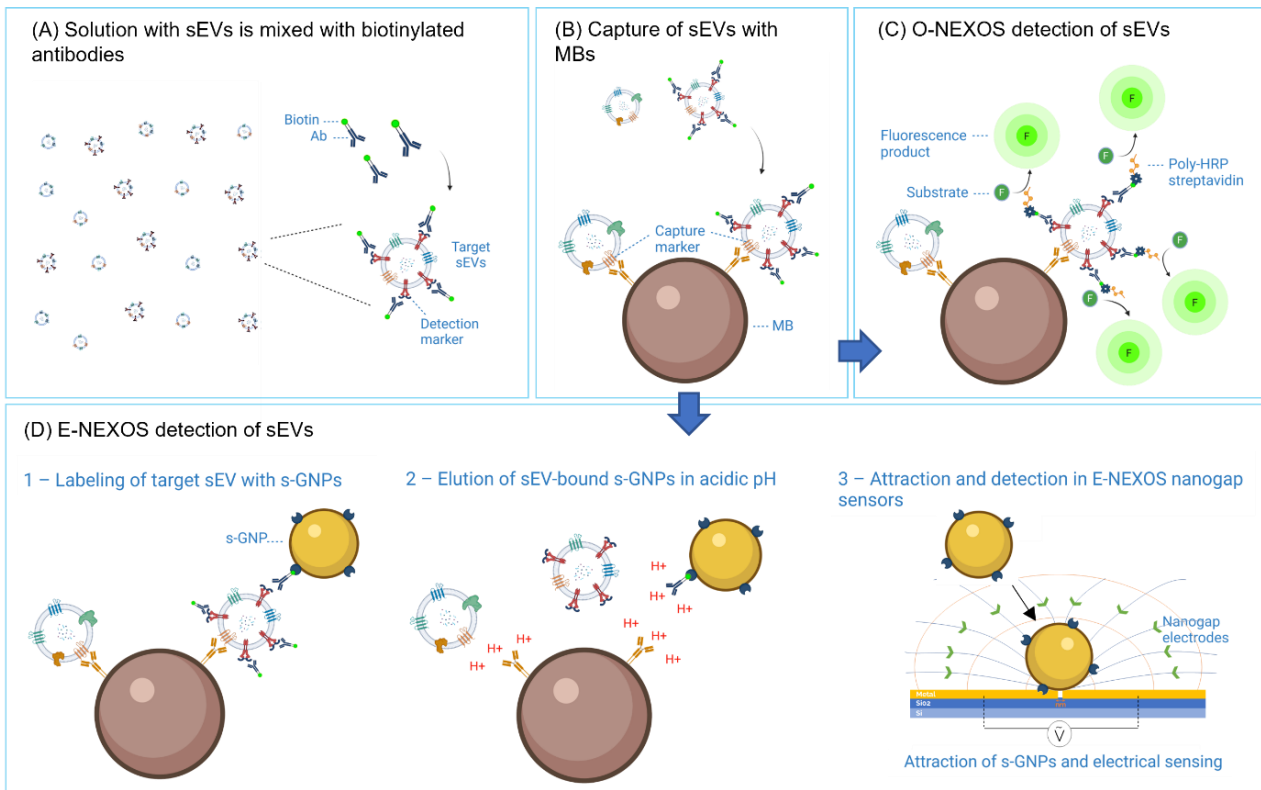 (A) Solution with sEVs is mixed with biotinylated
antibodies
Biotin
Ab
Target
sEVs
Detection
marker
(B) Capture of sEVs with
MBs
Capture
marker
MB
(C) O-NEXOS detection of sEVs
Fluorescence
product
Substrate
Poly-HRP
streptavidin
F
F
F
F
F
F
F
F
(D) E-NEXOS detection of sEVs
1 – Labeling of target sEV with s-GNPs
s-GNP
2 – Elution of sEV-bound s-GNPs in acidic pH
H+
H+
H+
H+
H+
H+
H+
H+
H+
H+
3 – Attraction and detection in E-NEXOS nanogap
sensors
Nanogap
electrodes
Metal
Sio2
Si
nm
Ṽ
Attraction of s-GNPs and electrical sensing